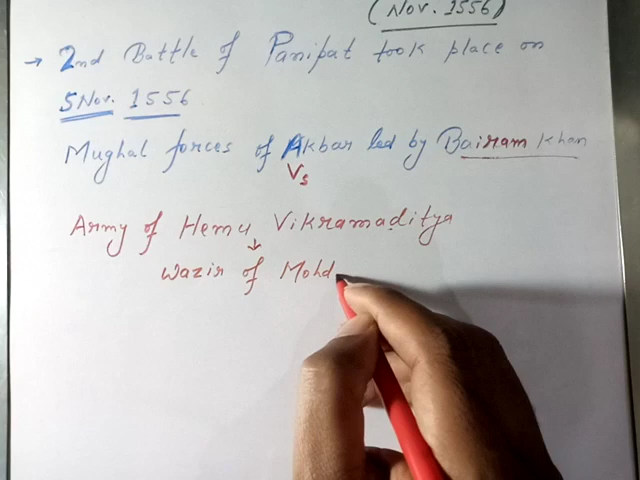 (Nov. 1556)
→ 2nd Battle of Panipat took place on
5 Nov. 1556
Mughal forces of Akbar led by Bairam khan
Vs
Army of Hemu Vikramaditya
↓
Wazir of Mohd